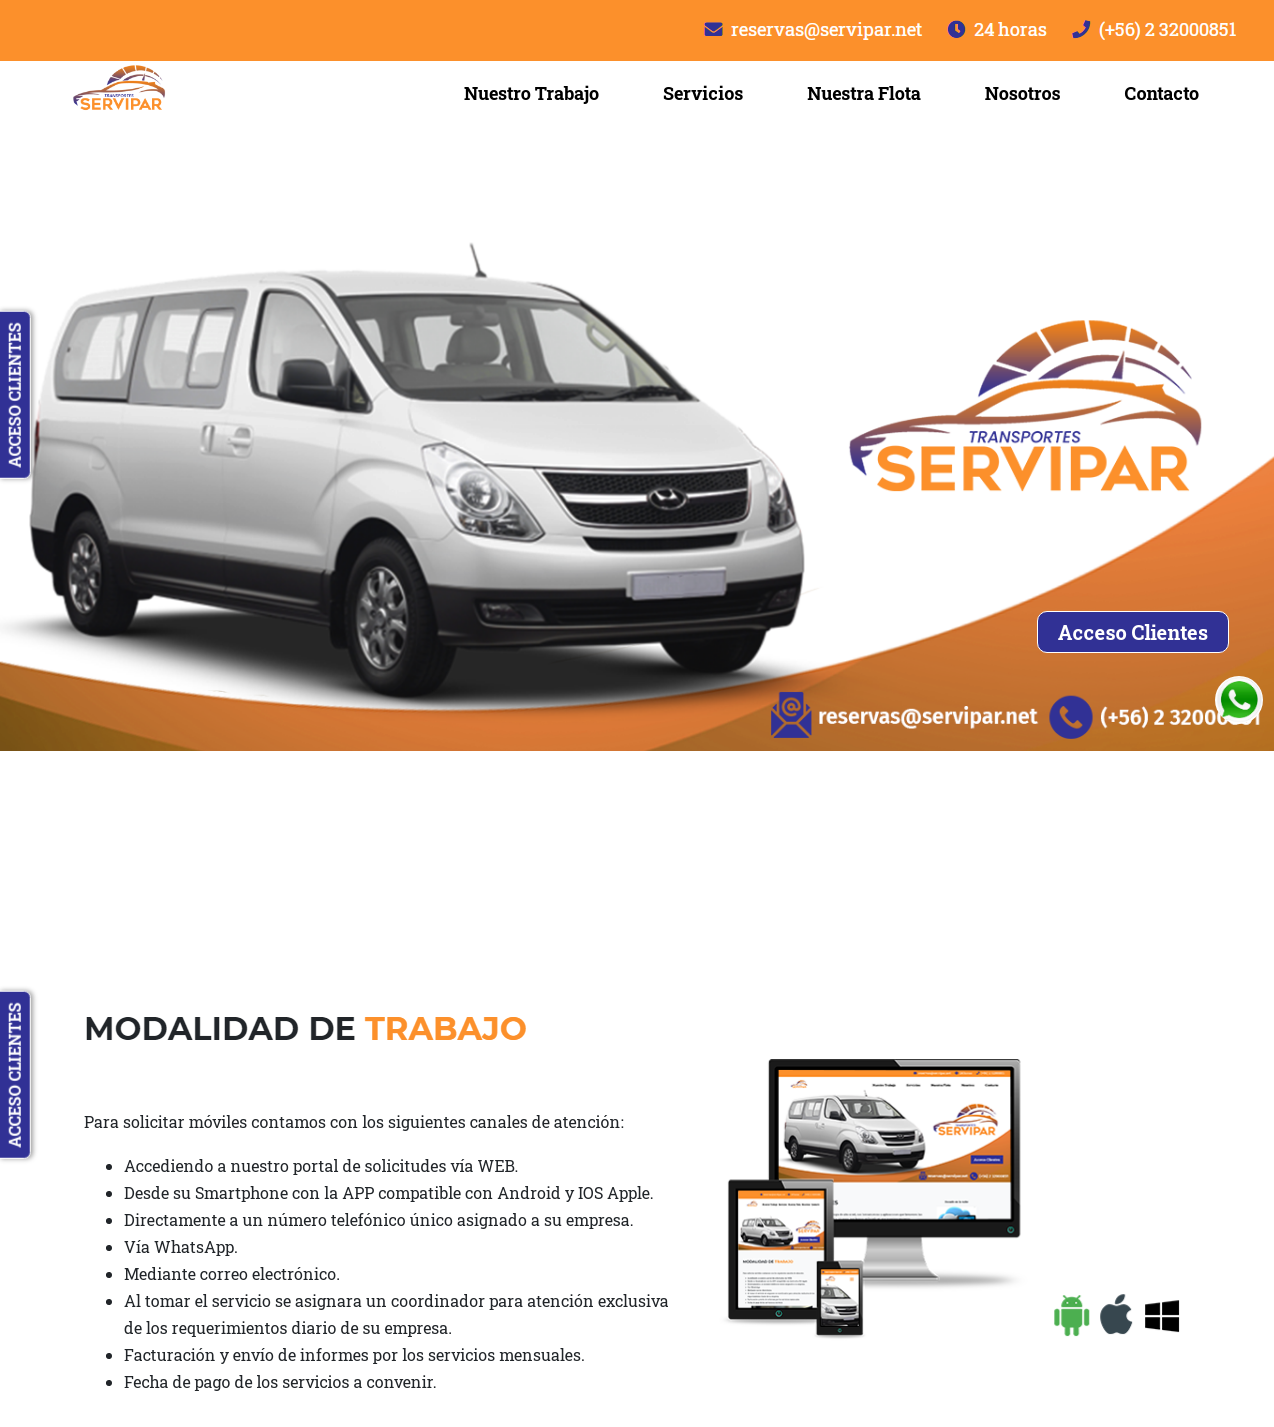 reservas@servipar.net 24 horas (+56) 2 32000851
TRANSPORTES
SERVIPAR
Nuestro Trabajo Servicios Nuestra Flota Nosotros Contacto
ACCESO CLIENTES
TRANSPORTES
SERVIPAR
Acceso Clientes
reservas@servipar.net (+56) 2 32000
ACCESO CLIENTES
MODALIDAD DE TRABAJO
Para solicitar móviles contamos con los siguientes canales de atención:
Accediendo a nuestro portal de solicitudes vía WEB.
Desde su Smartphone con la APP compatible con Android y IOS Apple.
Directamente a un número telefónico único asignado a su empresa.
Vía WhatsApp.
Mediante correo electrónico.
Al tomar el servicio se asignara un coordinador para atención exclusiva
de los requerimientos diario de su empresa.
Facturación y envío de informes por los servicios mensuales.
Fecha de pago de los servicios a convenir.
SERVIPAR
MODALIDAD DE TRABAJO